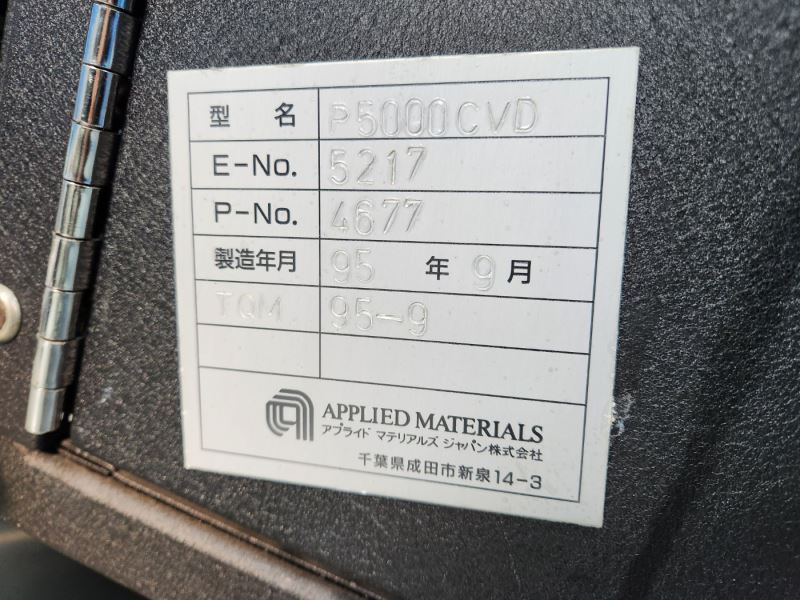 型 名 P5000CVD
E-No. 5217
P-No. 4677
製造年月 95 年 9 月
TQM 95-9
APPLIED MATERIALS
アプライド マテリアルズ ジャパン株式会社
千葉県成田市新泉14-3